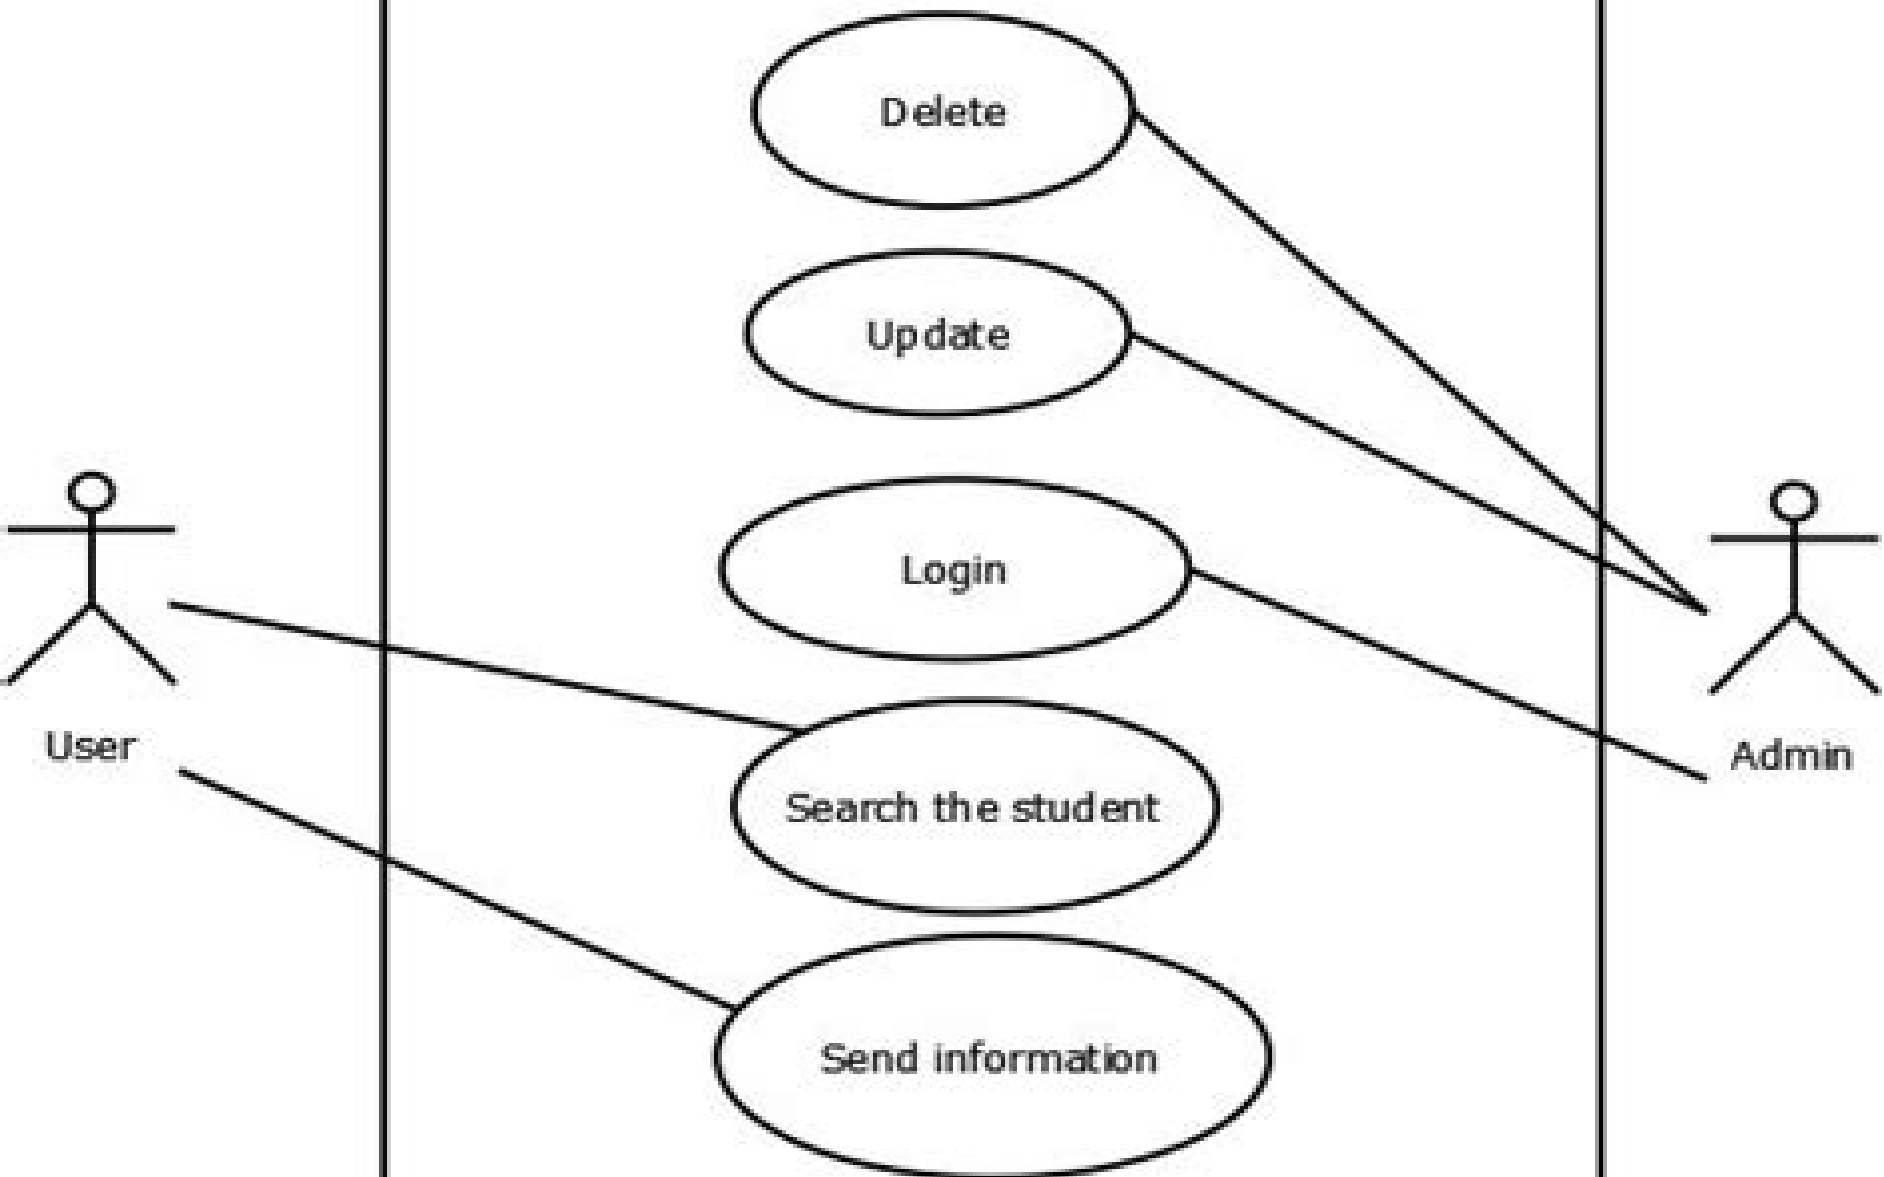 Delete
Update
Login
User
Admin
Search the student
Send information